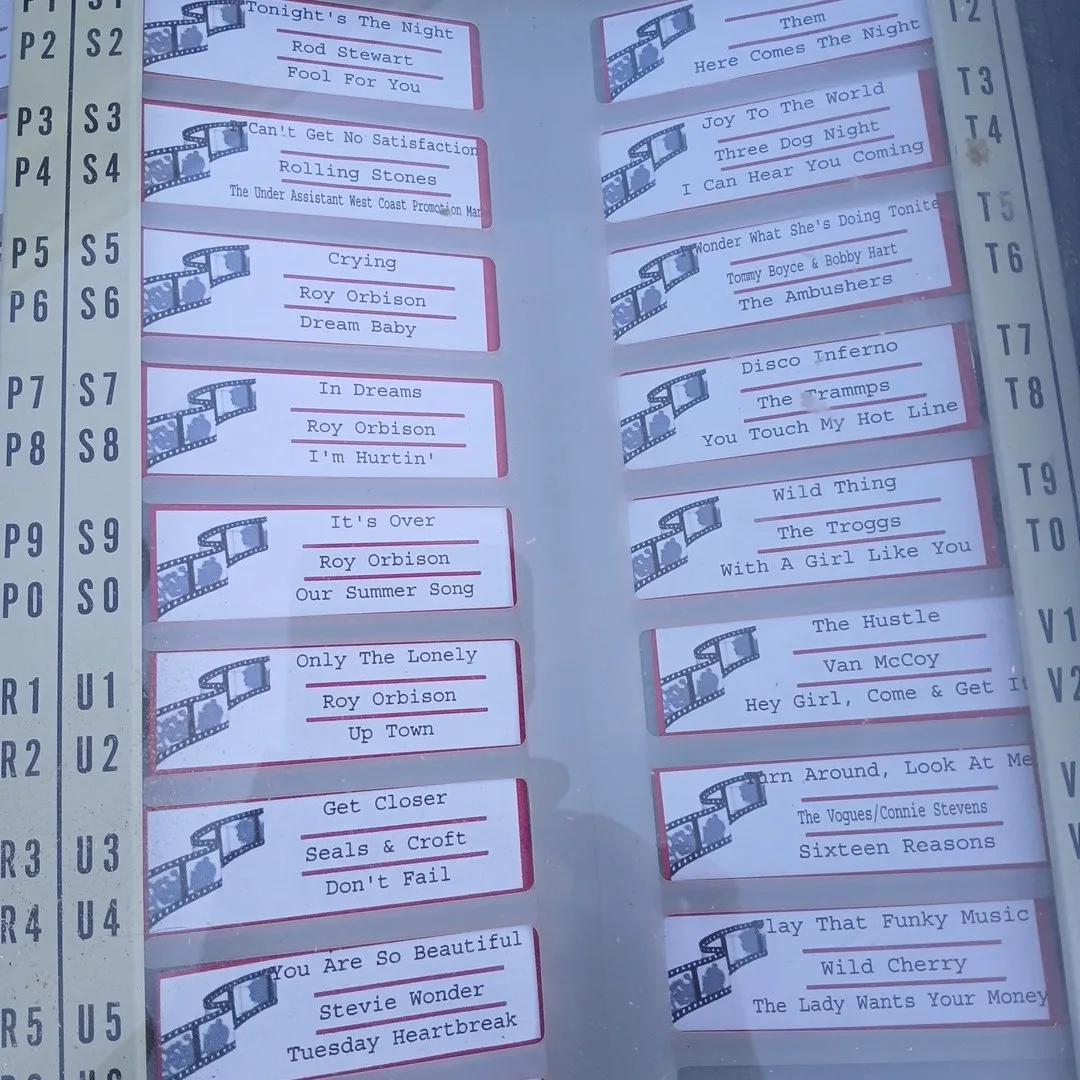 P1 S1
P2 S2
Tonight's The Night
Rod Stewart
Fool For You
P3 S3
P4 S4
Can't Get No Satisfaction
Rolling Stones
The Under Assistant West Coast Promotion Man
P5 S5
P6 S6
Crying
Roy Orbison
Dream Baby
P7 S7
P8 S8
In Dreams
Roy Orbison
I'm Hurtin'
P9 S9
P0 S0
It's Over
Roy Orbison
Our Summer Song
R1 U1
R2 U2
Only The Lonely
Roy Orbison
Up Town
R3 U3
R4 U4
Get Closer
Seals & Croft
Don't Fail
R5 U5
You Are So Beautiful
Stevie Wonder
Tuesday Heartbreak
T2
Them
Here Comes The Night
T3
T4
Joy To The World
Three Dog Night
I Can Hear You Coming
T5
T6
Wonder What She's Doing Tonite
Tommy Boyce & Bobby Hart
The Ambushers
T7
T8
Disco Inferno
The Trammps
You Touch My Hot Line
T9
T0
Wild Thing
The Troggs
With A Girl Like You
V1
V2
The Hustle
Van McCoy
Hey Girl, Come & Get It
V
V
Turn Around, Look At Me
The Vogues/Connie Stevens
Sixteen Reasons
Play That Funky Music
Wild Cherry
The Lady Wants Your Money